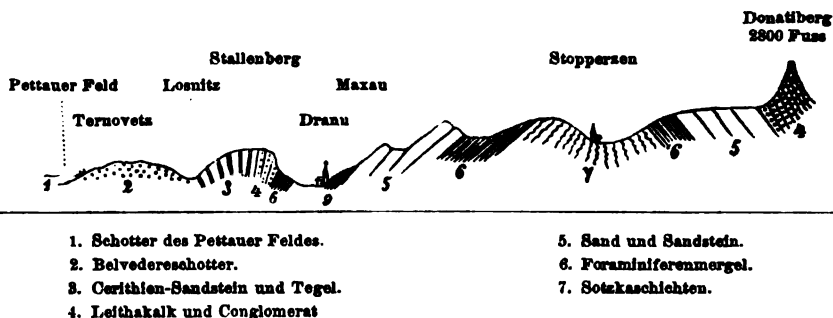 Donatiberg
2800 Fuss
Stallenberg
Stopperzen
Pettauer Feld
Losnitz
Maxau
Ternovetz
Dranu
1
2
3
4
6
9
5
6
7
6
5
4
1. Schotter des Pettauer Feldes.
2. Belvedereschotter.
3. Cerithien-Sandstein und Tegel.
4. Leithakalk und Conglomerat
5. Sand und Sandstein.
6. Foraminiferenmergel.
7. Sotzkaschichten.